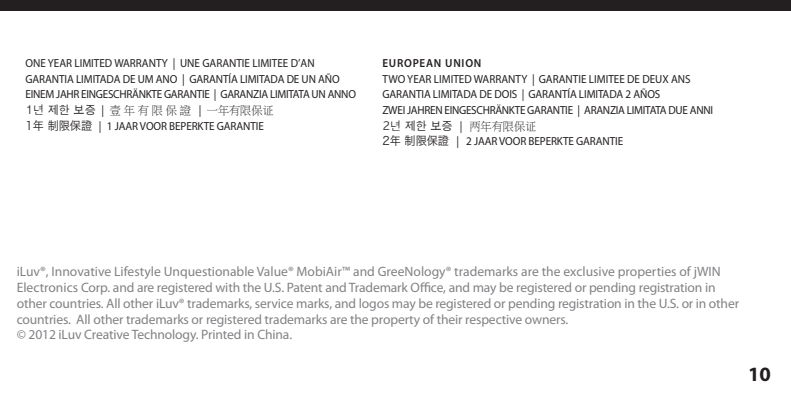 ONE YEAR LIMITED WARRANTY | UNE GARANTIE LIMITEE D'AN
GARANTIA LIMITADA DE UM ANO | GARANTÍA LIMITADA DE UN AÑO
EINEM JAHR EINGESCHRÄNKTE GARANTIE | GARANZIA LIMITATA UN ANNO
1년 제한 보증 | 壹 年 有 限 保 證 | 一年有限保证
1年 制限保證 | 1 JAAR VOOR BEPERKTE GARANTIE
EUROPEAN UNION
TWO YEAR LIMITED WARRANTY | GARANTIE LIMITEE DE DEUX ANS
GARANTIA LIMITADA DE DOIS | GARANTÍA LIMITADA 2 AÑOS
ZWEI JAHREN EINGESCHRÄNKTE GARANTIE | ARANZIA LIMITATA DUE ANNI
2년 제한 보증 | 两年有限保证
2年 制限保證 | 2 JAAR VOOR BEPERKTE GARANTIE
iLuv®, Innovative Lifestyle Unquestionable Value® MobiAir™ and GreeNology® trademarks are the exclusive properties of jWIN
Electronics Corp. and are registered with the U.S. Patent and Trademark Office, and may be registered or pending registration in
other countries. All other iLuv® trademarks, service marks, and logos may be registered or pending registration in the U.S. or in other
countries. All other trademarks or registered trademarks are the property of their respective owners.
© 2012 iLuv Creative Technology. Printed in China.
10